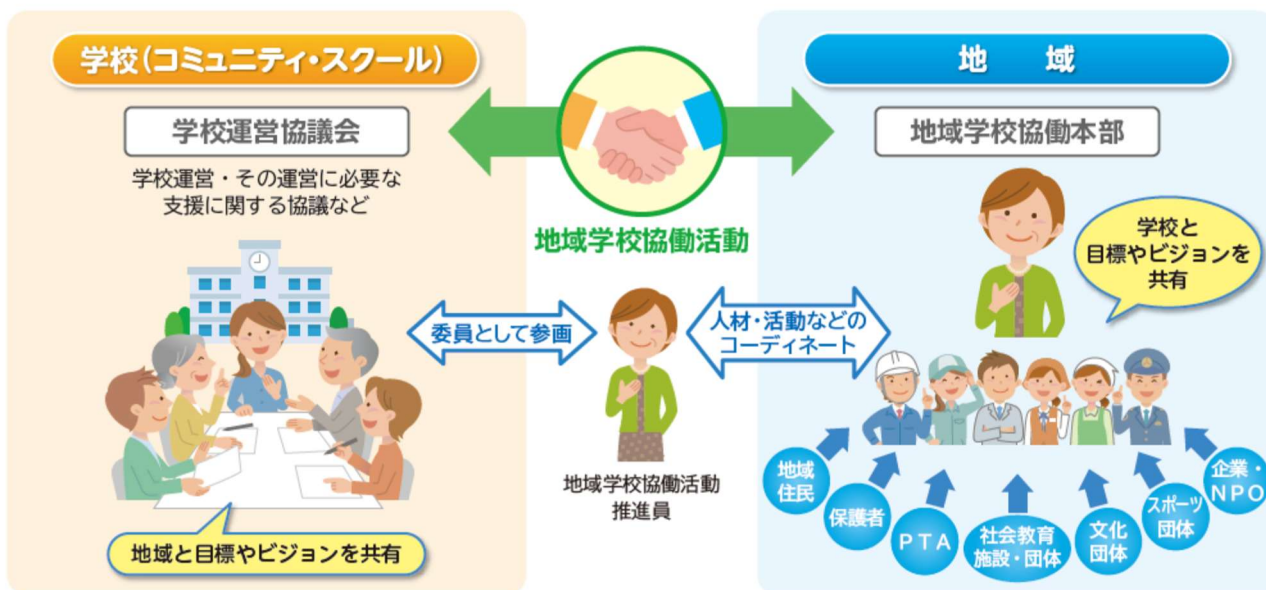 学校（コミュニティ・スクール）
学校運営協議会
学校運営・その運営に必要な
支援に関する協議など
地域と目標やビジョンを共有
地域学校協働活動
委員として参画
人材・活動などの
コーディネート
地域学校協働活動
推進員
地　域
地域学校協働本部
学校と
目標やビジョンを
共有
地域
住民
保護者
ＰＴＡ
社会教育
施設・団体
文化
団体
スポーツ
団体
企業・
ＮＰＯ